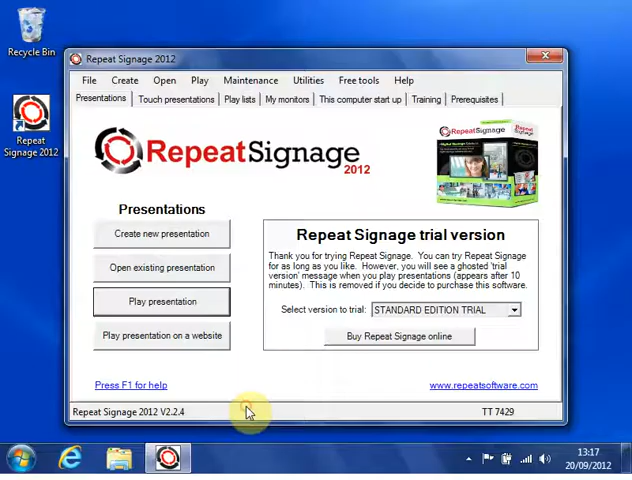 Recycle Bin
Repeat
Signage 2012
Repeat Signage 2012
File Create Open Play Maintenance Utilities Free tools Help
Presentations Touch presentations Play lists My monitors This computer start up Training Prerequisites
RepeatSignage
2012
RepeatSignage
Presentations
Create new presentation
Open existing presentation
Play presentation
Play presentation on a website
Repeat Signage trial version
Thank you for trying Repeat Signage. You can try Repeat Signage
for as long as you like. However, you will see a ghosted 'trial
version' message when you play presentations (appears after 10
minutes). This is removed if you decide to purchase this software.
Select version to trial: STANDARD EDITION TRIAL
Buy Repeat Signage online
Press F1 for help
www.repeatsoftware.com
Repeat Signage 2012 V2.2.4
TT 7429
13:17
20/09/2012